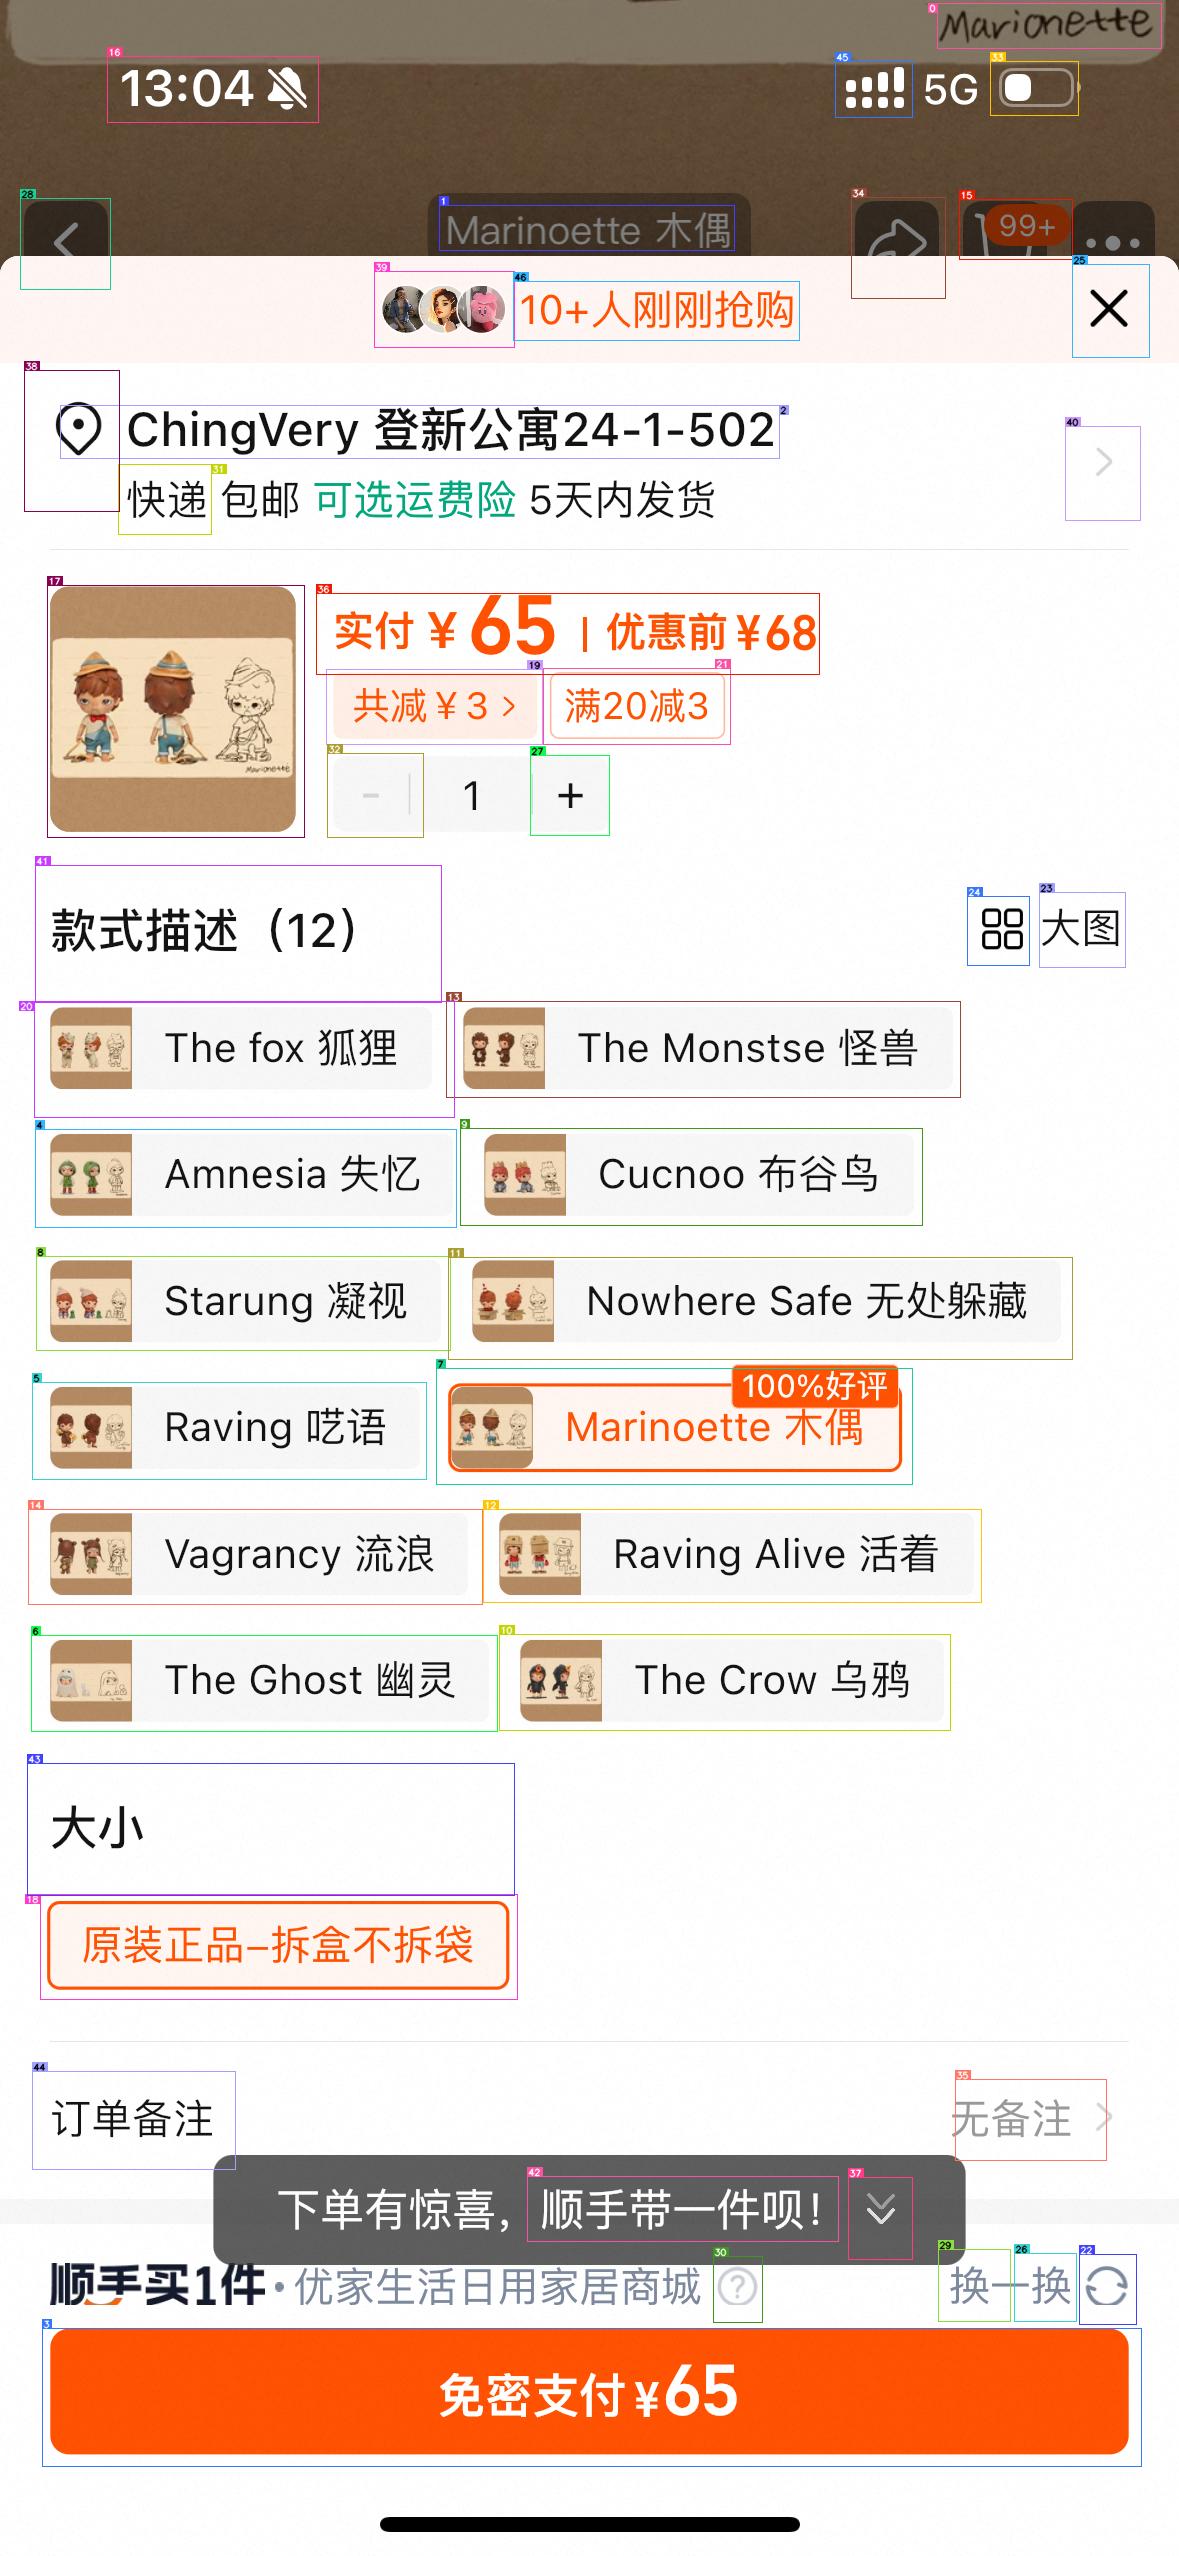 Marionette
13:04 5G
Marinoette 木偶 99+
10+人刚刚抢购
ChingVery 登新公寓24-1-502
快递 包邮 可选运费险 5天内发货
实付 ¥ 65 | 优惠前 ¥68
共减 ¥ 3 > 满20减3
- 1 +
Marionette
款式描述（12） 大图
The fox 狐狸 The Monstse 怪兽
Amnesia 失忆 Cucnoo 布谷鸟
Starung 凝视 Nowhere Safe 无处躲藏
100%好评
Raving 呓语 Marinoette 木偶
Vagrancy 流浪 Raving Alive 活着
The Ghost 幽灵 The Crow 乌鸦
大小
原装正品–拆盒不拆袋
订单备注 无备注
下单有惊喜，顺手带一件呗！
顺手买1件 · 优家生活日用家居商城 换一换
免密支付 ¥65